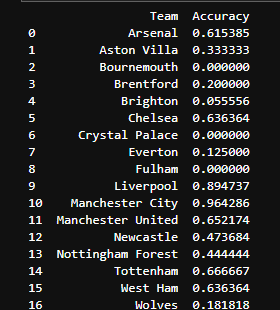 Team Accuracy
0 Arsenal 0.615385
1 Aston Villa 0.333333
2 Bournemouth 0.000000
3 Brentford 0.200000
4 Brighton 0.055556
5 Chelsea 0.636364
6 Crystal Palace 0.000000
7 Everton 0.125000
8 Fulham 0.000000
9 Liverpool 0.894737
10 Manchester City 0.964286
11 Manchester United 0.652174
12 Newcastle 0.473684
13 Nottingham Forest 0.444444
14 Tottenham 0.666667
15 West Ham 0.636364
16 Wolves 0.181818